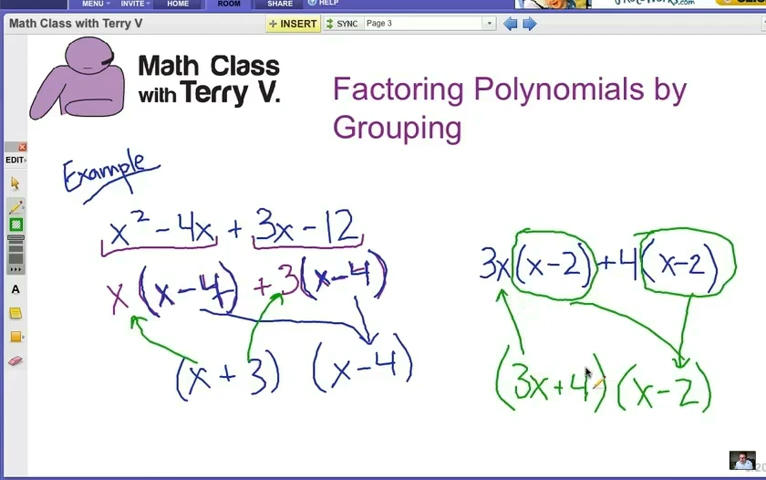 MENU INVITE HOME ROOM SHARE HELP
Math Class with Terry V
INSERT SYNC Page 3
Math Class
with Terry V.
Factoring Polynomials by
Grouping
EDIT
A
Example
x² - 4x + 3x - 12
x(x-4) + 3(x-4)
(x + 3) (x-4)
3x(x-2)+4(x-2)
(3x+4)(x-2)